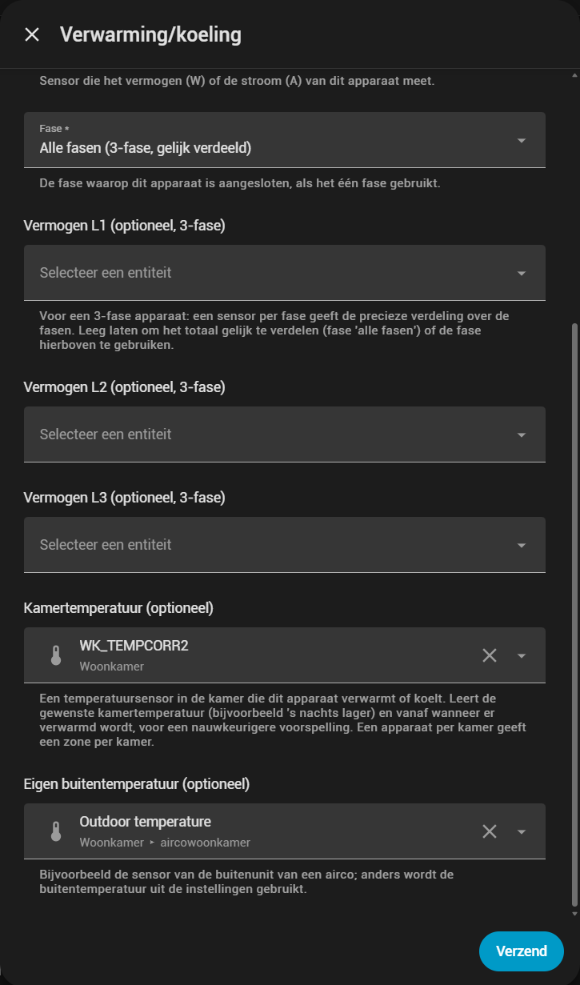 Verwarming/koeling
Sensor die het vermogen (W) of de stroom (A) van dit apparaat meet.
Fase *
Alle fasen (3-fase, gelijk verdeeld)
De fase waarop dit apparaat is aangesloten, als het één fase gebruikt.
Vermogen L1 (optioneel, 3-fase)
Selecteer een entiteit
Voor een 3-fase apparaat: een sensor per fase geeft de precieze verdeling over de
fasen. Leeg laten om het totaal gelijk te verdelen (fase 'alle fasen') of de fase
hierboven te gebruiken.
Vermogen L2 (optioneel, 3-fase)
Selecteer een entiteit
Vermogen L3 (optioneel, 3-fase)
Selecteer een entiteit
Kamertemperatuur (optioneel)
WK_TEMPCORR2
Woonkamer
Een temperatuursensor in de kamer die dit apparaat verwarmt of koelt. Leert de
gewenste kamertemperatuur (bijvoorbeeld 's nachts lager) en vanaf wanneer er
verwarmd wordt, voor een nauwkeurigere voorspelling. Een apparaat per kamer geeft
een zone per kamer.
Eigen buitentemperatuur (optioneel)
Outdoor temperature
Woonkamer ▸ aircowoonkamer
Bijvoorbeeld de sensor van de buitenunit van een airco; anders wordt de
buitentemperatuur uit de instellingen gebruikt.
Verzend